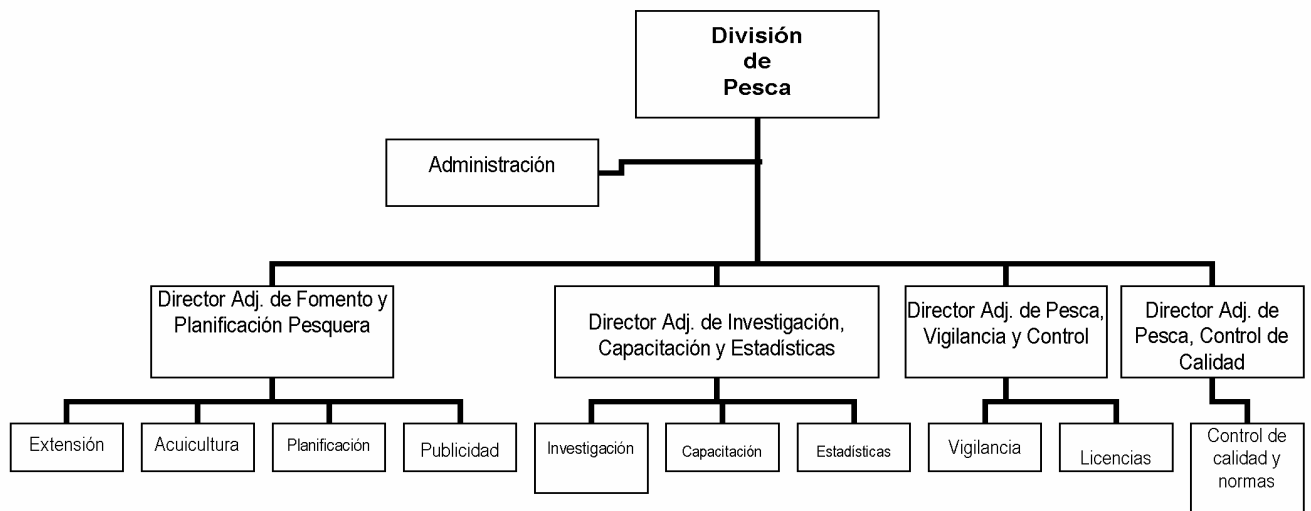 División
de
Pesca
Administración
Director Adj. de Fomento y
Planificación Pesquera
Director Adj. de Investigación,
Capacitación y Estadísticas
Director Adj. de Pesca,
Vigilancia y Control
Director Adj. de
Pesca, Control de
Calidad
Extensión
Acuicultura
Planificación
Publicidad
Investigación
Capacitación
Estadísticas
Vigilancia
Licencias
Control de
calidad y
normas